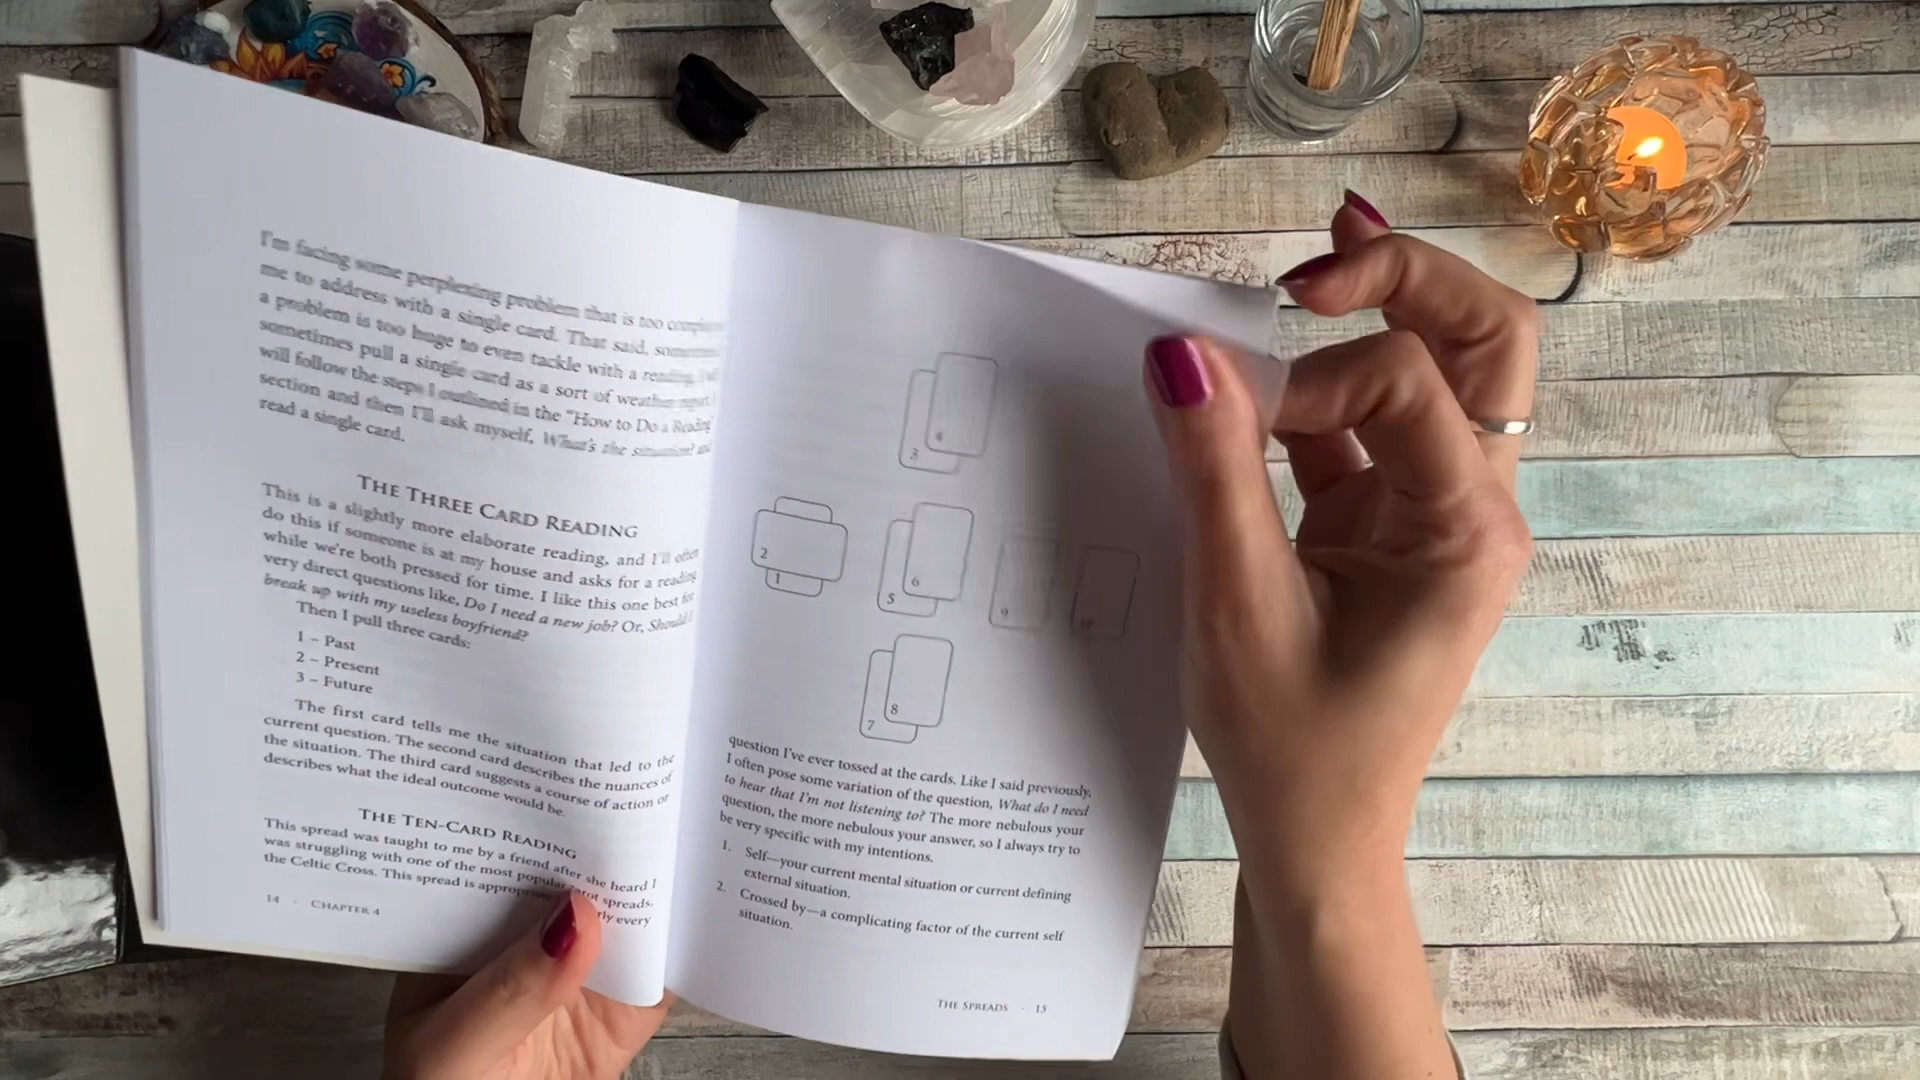 I'm facing some perplexing problem that is too
me to address with a single card. That said,
a problem is too huge to even tackle with a reading,
sometimes pull a single card as a sort of weather report.
will follow the steps I outlined in the "How to Do a Reading"
section and then I'll ask myself, What's the situation? and
read a single card.
THE THREE CARD READING
This is a slightly more elaborate reading, and I'll often
do this if someone is at my house and asks for a reading
while we're both pressed for time. I like this one best for
very direct questions like, Do I need a new job? Or, Should I
break up with my useless boyfriend?
Then I pull three cards:
1 – Past
2 – Present
3 – Future
The first card tells me the situation that led to the
current question. The second card describes the nuances of
the situation. The third card suggests a course of action or
describes what the ideal outcome would be.
THE TEN-CARD READING
This spread was taught to me by a friend after she heard I
was struggling with one of the most popular tarot spreads,
the Celtic Cross. This spread is rly every
14 · CHAPTER 4
4
3
2
1
6
5
9
10
8
7
question I've ever tossed at the cards. Like I said previously,
I often pose some variation of the question, What do I need
to hear that I'm not listening to? The more nebulous your
question, the more nebulous your answer, so I always try to
be very specific with my intentions.
1. Self—your current mental situation or current defining
external situation.
2. Crossed by—a complicating factor of the current self
situation.
THE SPREADS · 15